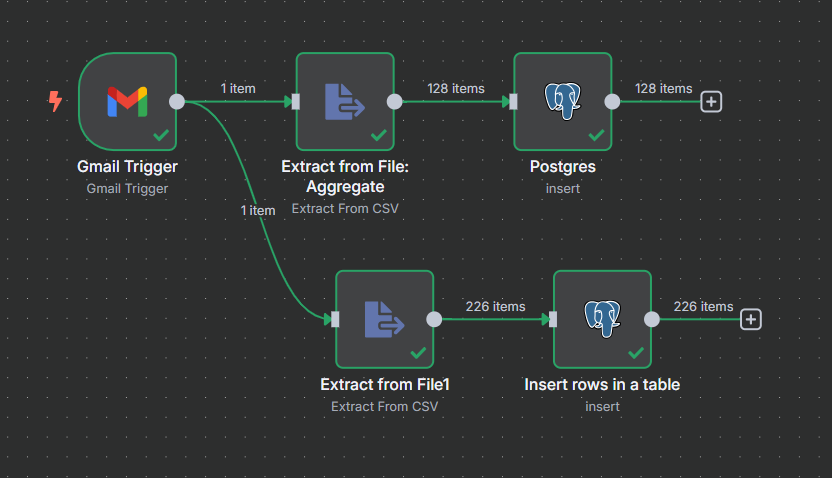 1 item
128 items
128 items
Gmail Trigger
Gmail Trigger
Extract from File:
Aggregate
Extract From CSV
Postgres
insert
1 item
226 items
226 items
Extract from File1
Extract From CSV
Insert rows in a table
insert